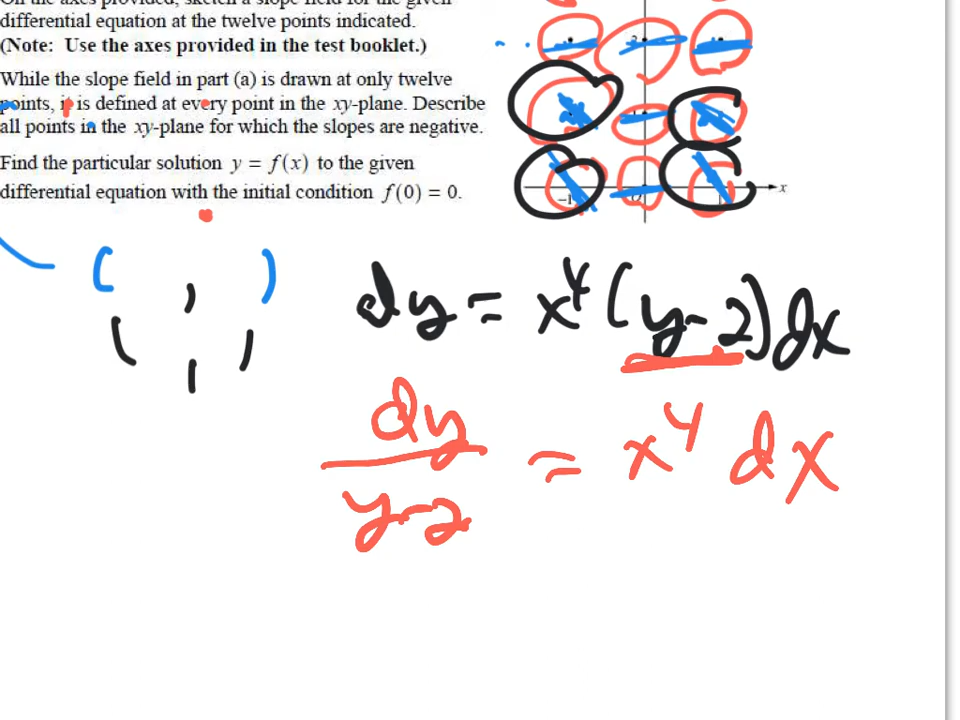 differential equation at the twelve points indicated.
(Note: Use the axes provided in the test booklet.)
While the slope field in part (a) is drawn at only twelve
points, it is defined at every point in the xy-plane. Describe
all points in the xy-plane for which the slopes are negative.
Find the particular solution y = f(x) to the given
differential equation with the initial condition f(0) = 0.
x
-1
dy = x⁴ (y-2) dx
dy/y-2 = x⁴ dx